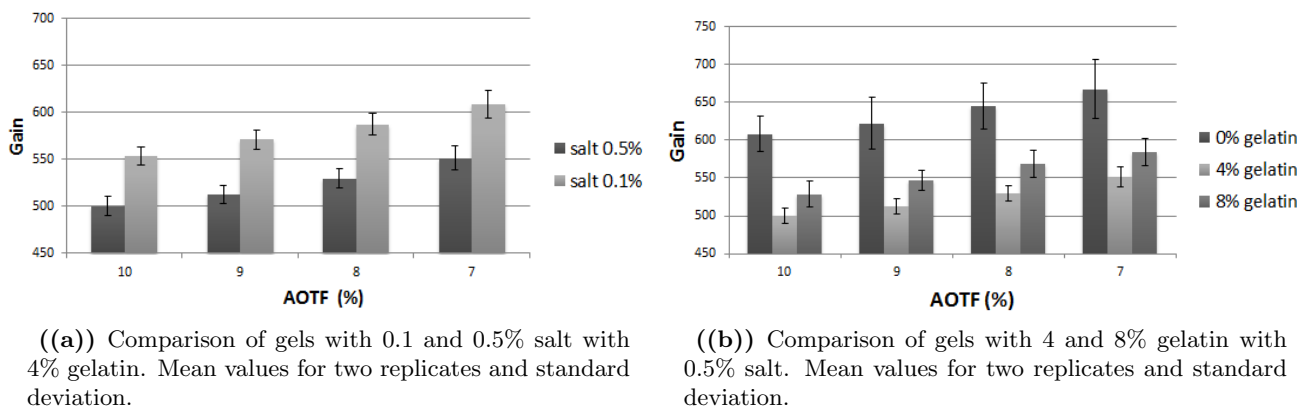 700
650
600
550
500
450
Gain
10 9 8 7
AOTF (%)
salt 0.5%
salt 0.1%
750
700
650
600
550
500
450
Gain
10 9 8 7
AOTF (%)
0% gelatin
4% gelatin
8% gelatin
((a)) Comparison of gels with 0.1 and 0.5% salt with
4% gelatin. Mean values for two replicates and standard
deviation.
((b)) Comparison of gels with 4 and 8% gelatin with
0.5% salt. Mean values for two replicates and standard
deviation.